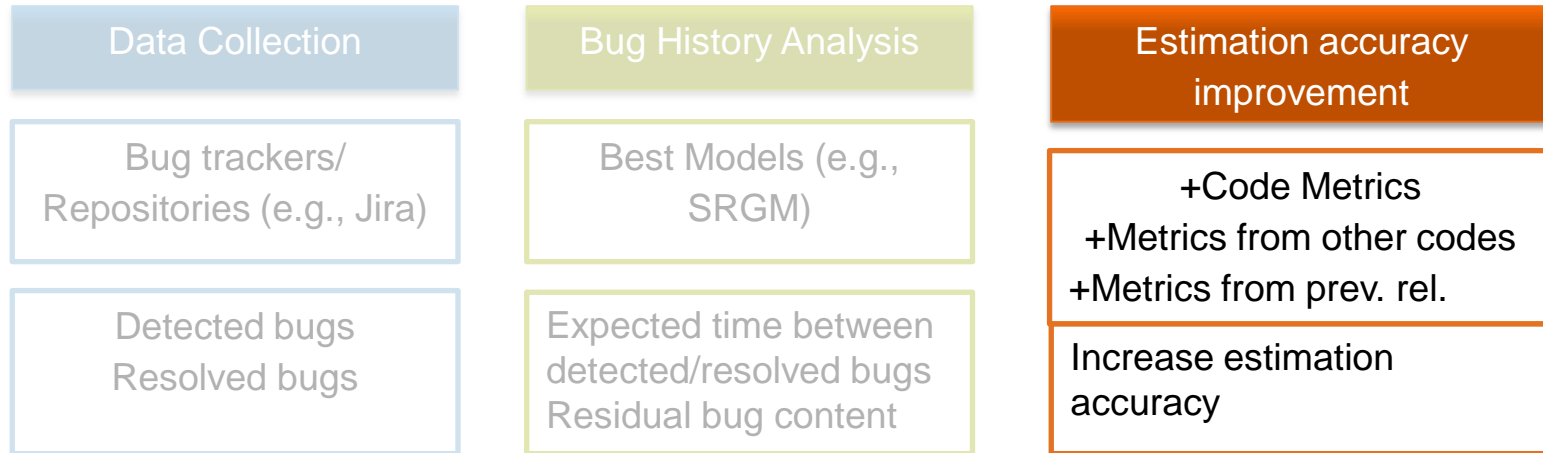 Data Collection
Bug trackers/
Repositories (e.g., Jira)
Detected bugs
Resolved bugs
Bug History Analysis
Best Models (e.g.,
SRGM)
Expected time between
detected/resolved bugs
Residual bug content
Estimation accuracy
improvement
+Code Metrics
+Metrics from other codes
+Metrics from prev. rel.
Increase estimation
accuracy